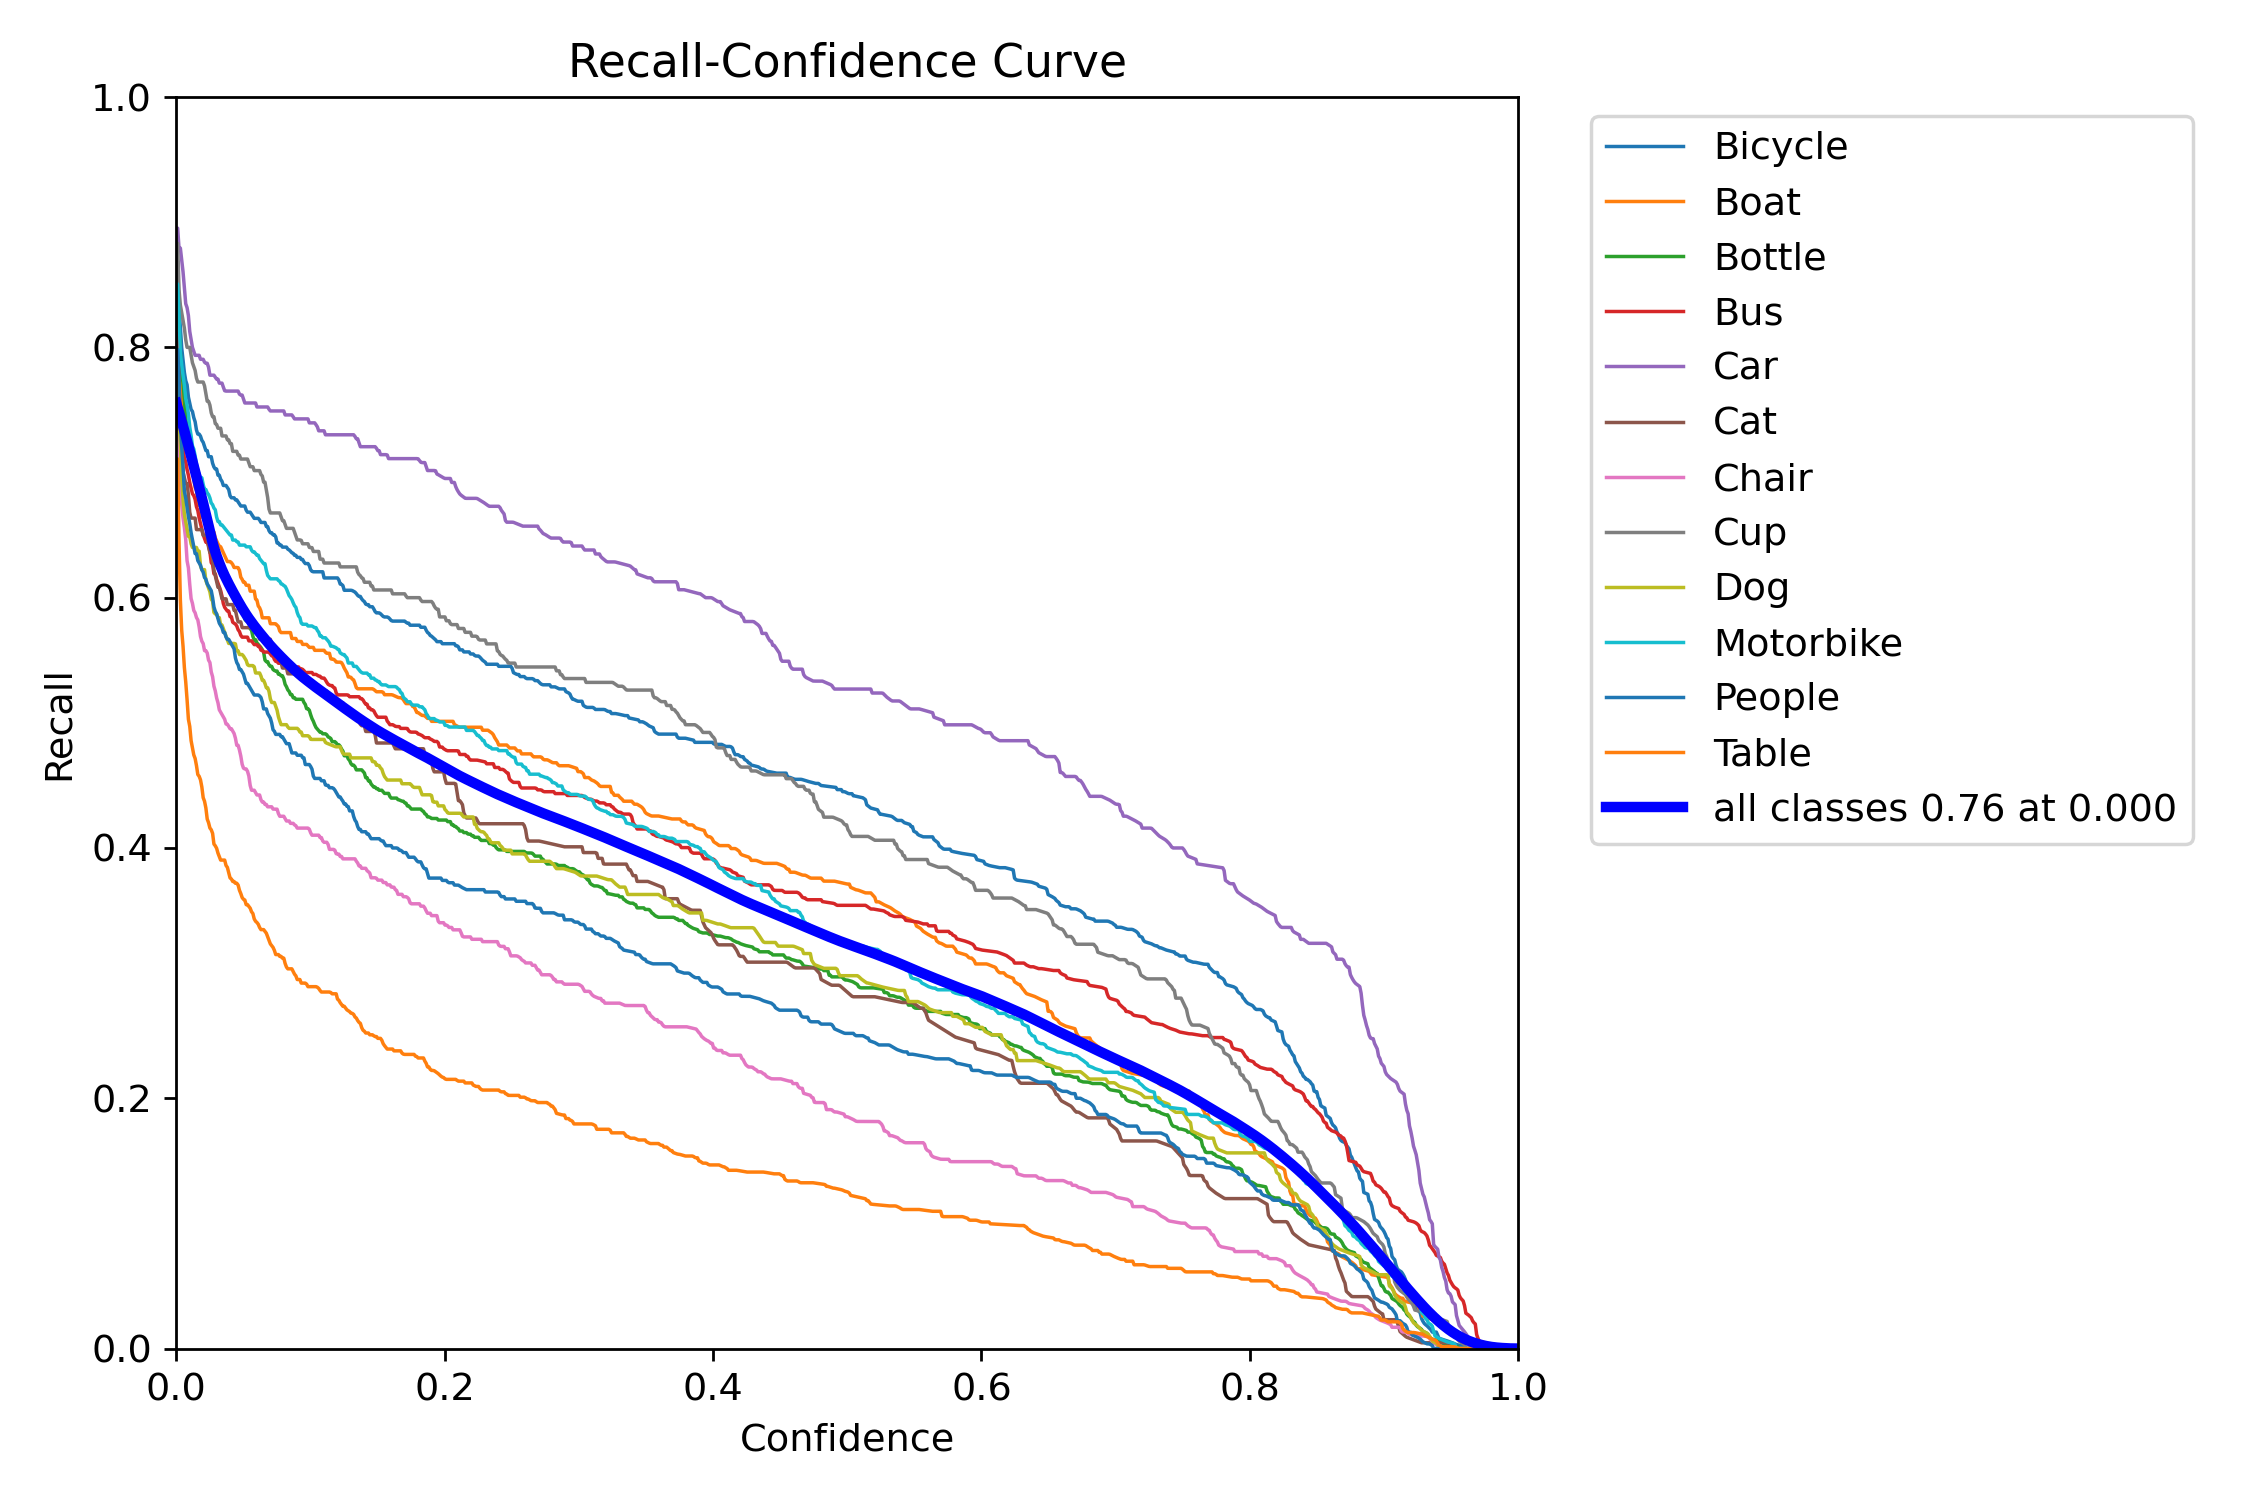 Recall-Confidence Curve
1.0
0.8
0.6
0.4
0.2
0.0
Recall
0.0 0.2 0.4 0.6 0.8 1.0
Confidence
Bicycle
Boat
Bottle
Bus
Car
Cat
Chair
Cup
Dog
Motorbike
People
Table
all classes 0.76 at 0.000